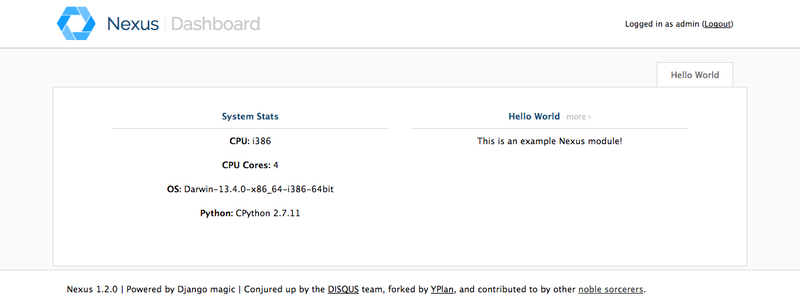 Nexus | Dashboard
Logged in as admin (Logout)
Hello World
System Stats
CPU: i386
CPU Cores: 4
OS: Darwin-13.4.0-x86_64-i386-64bit
Python: CPython 2.7.11
Hello World more ›
This is an example Nexus module!
Nexus 1.2.0 | Powered by Django magic | Conjured up by the DISQUS team, forked by YPlan, and contributed to by other noble sorcerers.